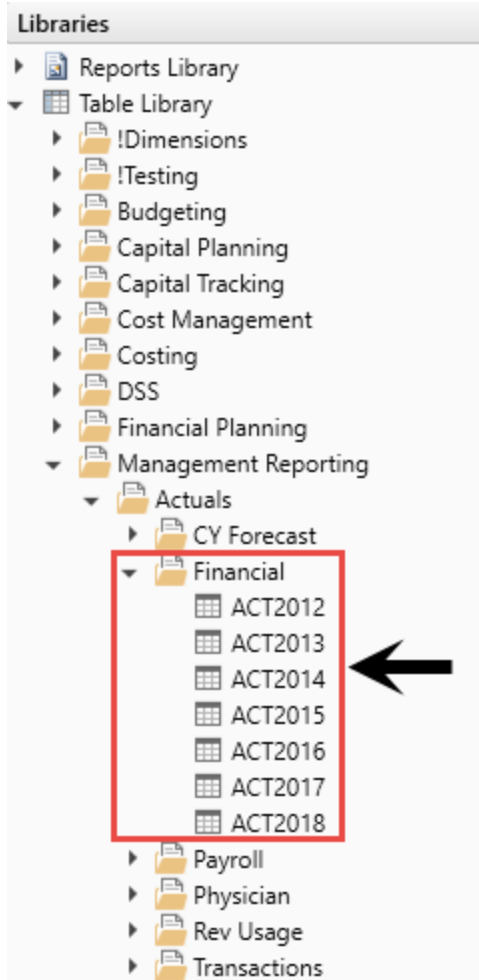 Libraries
Reports Library
Table Library
!Dimensions
!Testing
Budgeting
Capital Planning
Capital Tracking
Cost Management
Costing
DSS
Financial Planning
Management Reporting
Actuals
CY Forecast
Financial
ACT2012
ACT2013
ACT2014
ACT2015
ACT2016
ACT2017
ACT2018
Payroll
Physician
Rev Usage
Transactions